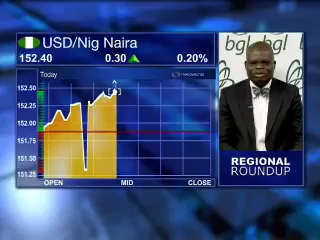 USD/Nig Naira
152.40 0.30 0.20%
Today
152.50
152.25
152.00
151.75
151.50
151.25
OPEN MID CLOSE
bgl bgl
REGIONAL
ROUNDUP